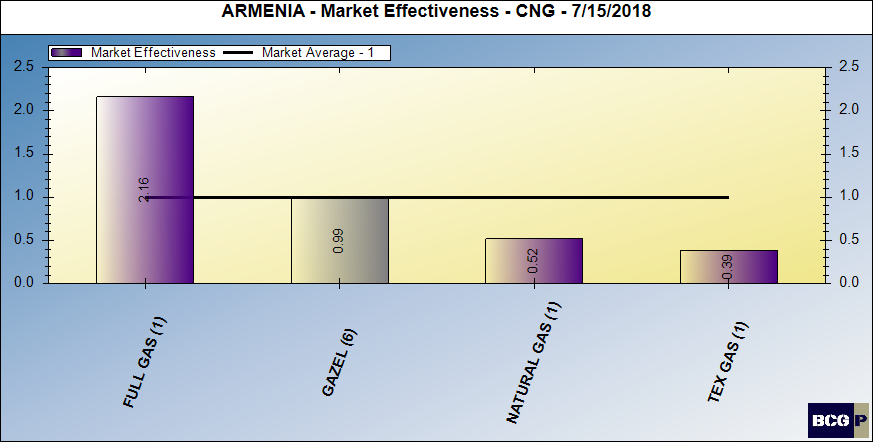 ARMENIA - Market Effectiveness - CNG - 7/15/2018
Market Effectiveness Market Average - 1
2.5 2.5
2.0 2.0
1.5 1.5
1.0 1.0
0.5 0.5
0.0 0.0
2.16
0.99
0.52
0.39
FULL GAS (1)
GAZEL (6)
NATURAL GAS (1)
TEX GAS (1)
BCGP